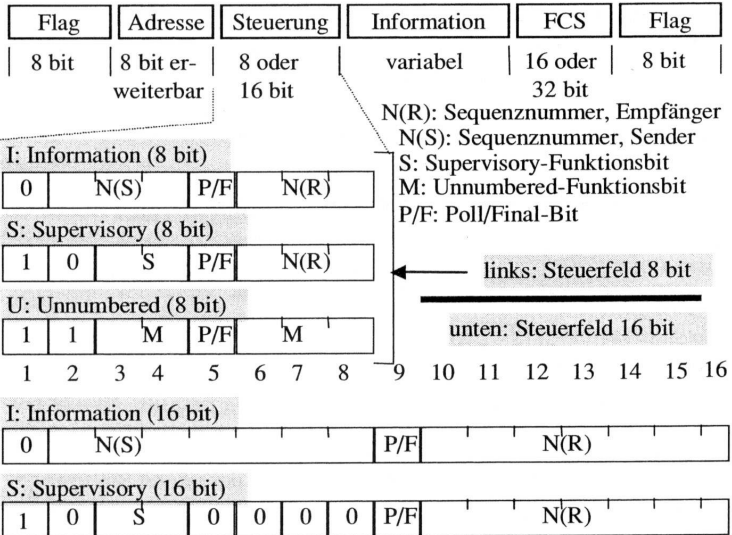 Flag Adresse Steuerung Information FCS Flag
8 bit 8 bit er- 8 oder variabel 16 oder 8 bit
weiterbar 16 bit 32 bit
N(R): Sequenznummer, Empfänger
N(S): Sequenznummer, Sender
S: Supervisory-Funktionsbit
M: Unnumbered-Funktionsbit
P/F: Poll/Final-Bit
I: Information (8 bit)
0 N(S) P/F N(R)
S: Supervisory (8 bit)
1 0 S P/F N(R)
links: Steuerfeld 8 bit
U: Unnumbered (8 bit)
1 1 M P/F M
unten: Steuerfeld 16 bit
1 2 3 4 5 6 7 8 9 10 11 12 13 14 15 16
I: Information (16 bit)
0 N(S) P/F N(R)
S: Supervisory (16 bit)
1 0 S 0 0 0 0 P/F N(R)